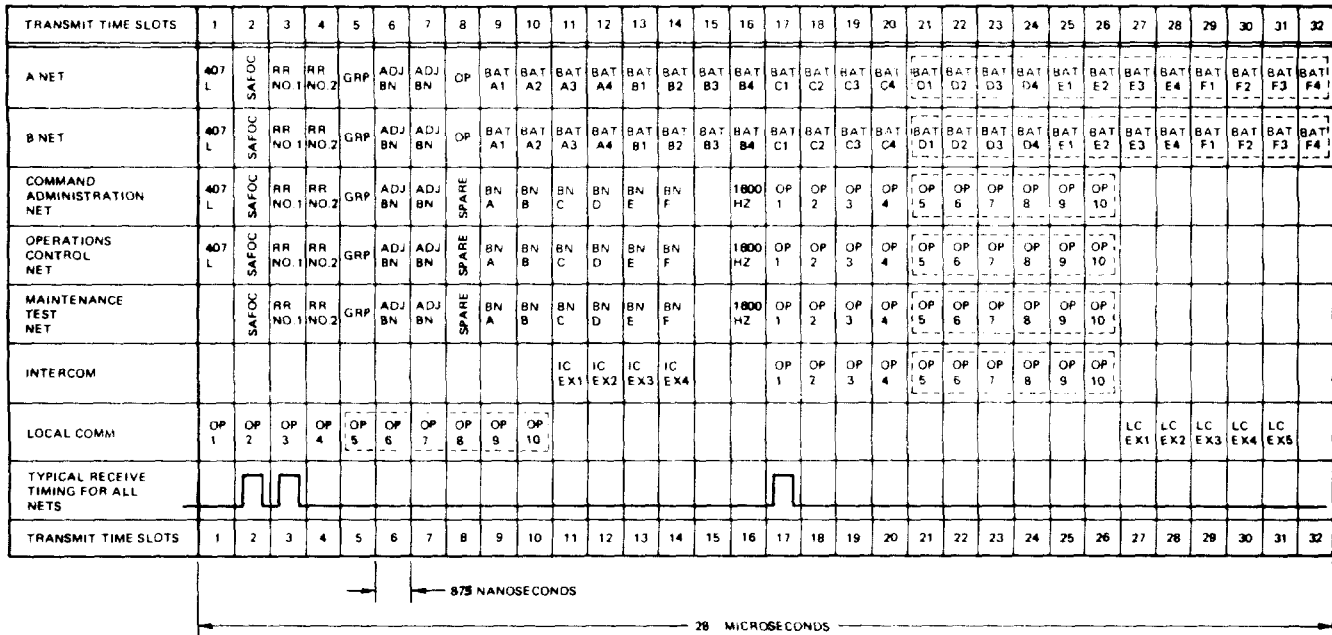 TRANSMIT TIME SLOTS 1 2 3 4 5 6 7 8 9 10 11 12 13 14 15 16 17 18 19 20 21 22 23 24 25 26 27 28 29 30 31 32
A NET 407 L SAFOC RR NO.1 RR NO.2 GRP ADJ BN ADJ BN OP BAT A1 BAT A2 BAT A3 BAT A4 BAT B1 BAT B2 BAT B3 BAT B4 BAT C1 BAT C2 BAT C3 BAT C4 BAT D1 BAT D2 BAT D3 BAT D4 BAT E1 BAT E2 BAT E3 BAT E4 BAT F1 BAT F2 BAT F3 BAT F4
B NET 407 L SAFOC RR NO.1 RR NO.2 GRP ADJ BN ADJ BN OP BAT A1 BAT A2 BAT A3 BAT A4 BAT B1 BAT B2 BAT B3 BAT B4 BAT C1 BAT C2 BAT C3 BAT C4 BAT D1 BAT D2 BAT D3 BAT D4 BAT E1 BAT E2 BAT E3 BAT E4 BAT F1 BAT F2 BAT F3 BAT F4
COMMAND ADMINISTRATION NET 407 L SAFOC RR NO.1 RR NO.2 GRP ADJ BN ADJ BN SPARE BN A BN B BN C BN D BN E BN F 1800 HZ OP 1 OP 2 OP 3 OP 4 OP 5 OP 6 OP 7 OP 8 OP 9 OP 10
OPERATIONS CONTROL NET 407 L SAFOC RR NO.1 RR NO.2 GRP ADJ BN ADJ BN SPARE BN A BN B BN C BN D BN E BN F 1800 HZ OP 1 OP 2 OP 3 OP 4 OP 5 OP 6 OP 7 OP 8 OP 9 OP 10
MAINTENANCE TEST NET SAFOC RR NO.1 RR NO.2 GRP ADJ BN ADJ BN SPARE BN A BN B BN C BN D BN E BN F 1800 HZ OP 1 OP 2 OP 3 OP 4 OP 5 OP 6 OP 7 OP 8 OP 9 OP 10
INTERCOM IC EX1 IC EX2 IC EX3 IC EX4 OP 1 OP 2 OP 3 OP 4 OP 5 OP 6 OP 7 OP 8 OP 9 OP 10
LOCAL COMM OP 1 OP 2 OP 3 OP 4 OP 5 OP 6 OP 7 OP 8 OP 9 OP 10 LC EX1 LC EX2 LC EX3 LC EX4 LC EX5
TYPICAL RECEIVE TIMING FOR ALL NETS
TRANSMIT TIME SLOTS 1 2 3 4 5 6 7 8 9 10 11 12 13 14 15 16 17 18 19 20 21 22 23 24 25 26 27 28 29 30 31 32
875 NANOSECONDS
28 MICROSECONDS